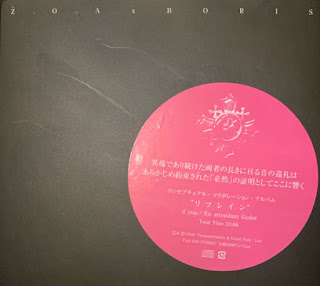 Z.O.A × BORIS
異端であり続けた両者の長きに亘る音の巡礼は
あらかじめ約束された「必然」の証明としてここに響く
コンセプチュアル・コラボレーション・アルバム
"リフレイン"
if you / En attendant Godot
Total Time